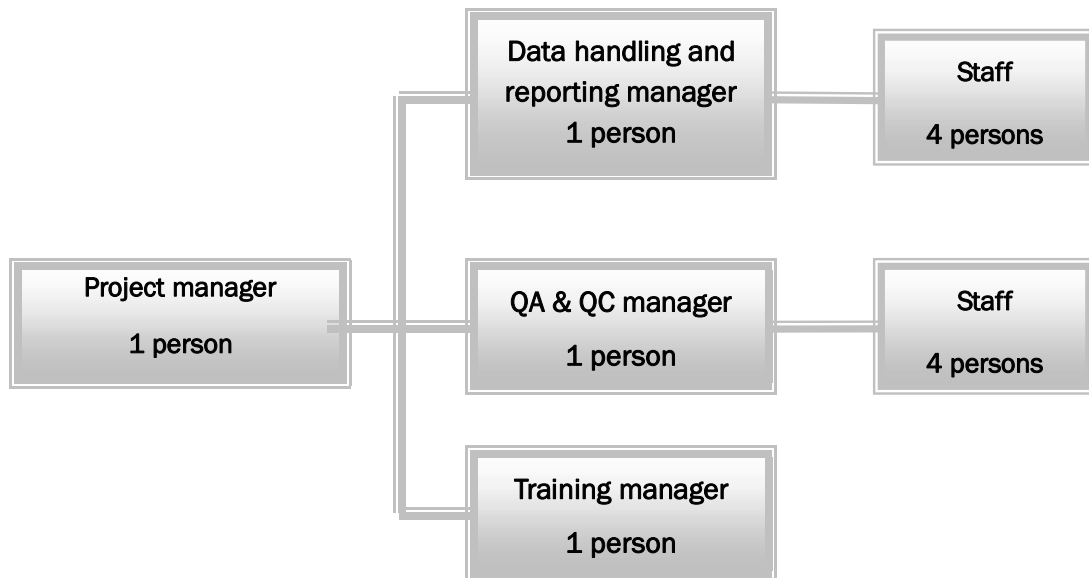 Data handling and
reporting manager
1 person
Staff
4 persons
Project manager
1 person
QA & QC manager
1 person
Staff
4 persons
Training manager
1 person